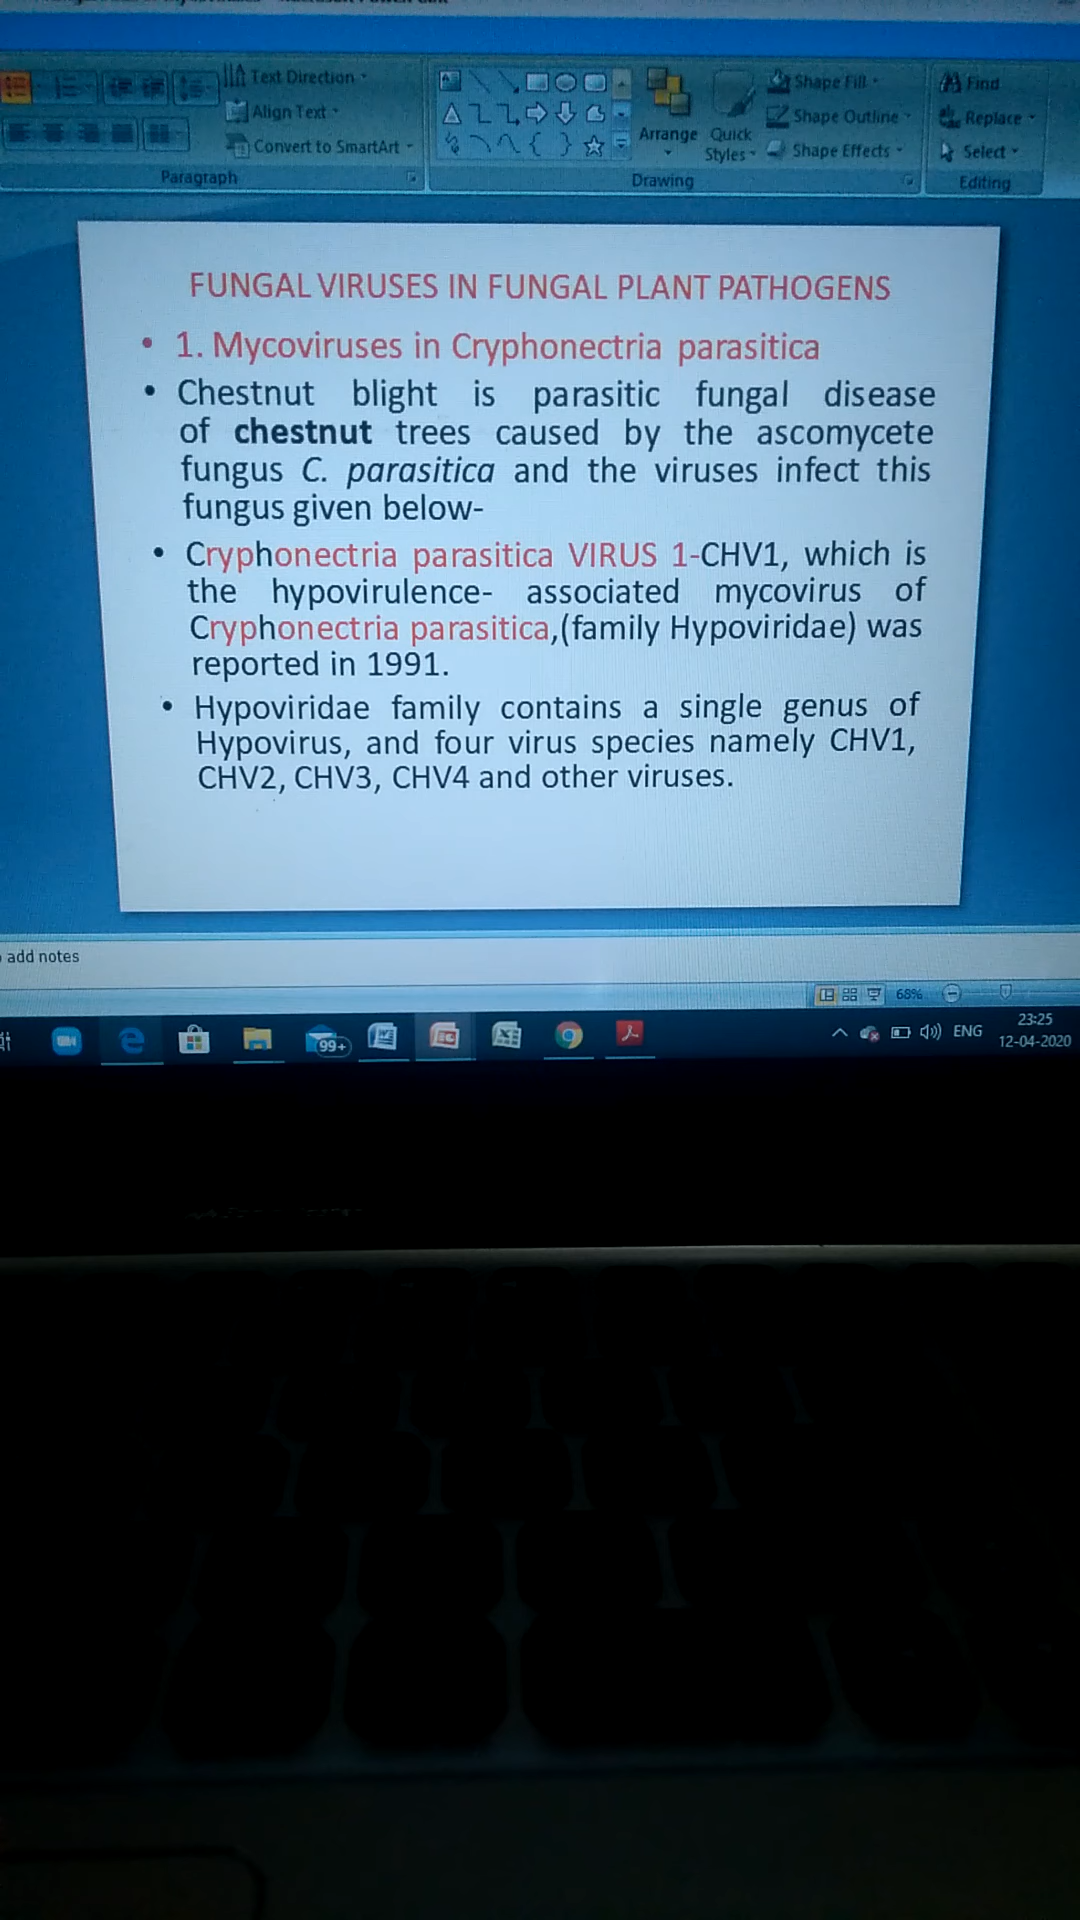 Text Direction
Align Text
Convert to SmartArt
Paragraph
Arrange
Quick
Styles
Drawing
Shape Fill
Shape Outline
Shape Effects
Find
Replace
Select
Editing
FUNGAL VIRUSES IN FUNGAL PLANT PATHOGENS
• 1. Mycoviruses in Cryphonectria parasitica
• Chestnut blight is parasitic fungal disease
of chestnut trees caused by the ascomycete
fungus C. parasitica and the viruses infect this
fungus given below-
• Cryphonectria parasitica VIRUS 1-CHV1, which is
the hypovirulence- associated mycovirus of
Cryphonectria parasitica,(family Hypoviridae) was
reported in 1991.
• Hypoviridae family contains a single genus of
Hypovirus, and four virus species namely CHV1,
CHV2, CHV3, CHV4 and other viruses.
add notes
68%
99+
ENG
23:25
12-04-2020